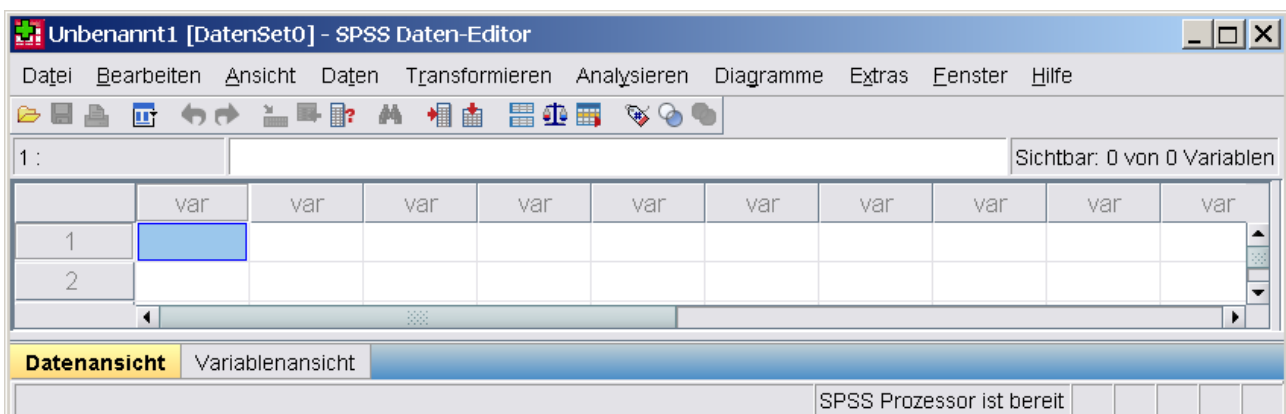 Unbenannt1 [DatenSet0] - SPSS Daten-Editor
Datei Bearbeiten Ansicht Daten Transformieren Analysieren Diagramme Extras Fenster Hilfe
1 : Sichtbar: 0 von 0 Variablen
var var var var var var var var var var
1
2
Datenansicht Variablenansicht
SPSS Prozessor ist bereit